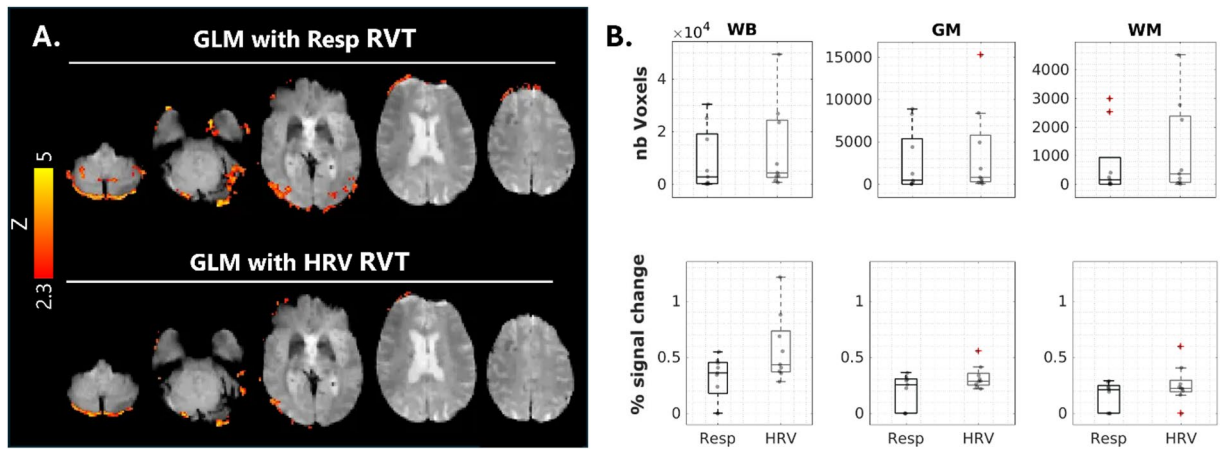 A.
GLM with Resp RVT
5
Z
2.3
GLM with HRV RVT
B.
WB
GM
WM
×10⁴
nb Voxels
4
2
0
15000
10000
5000
0
4000
3000
2000
1000
0
% signal change
1
0.5
0
1
0.5
0
1
0.5
0
Resp HRV
Resp HRV
Resp HRV